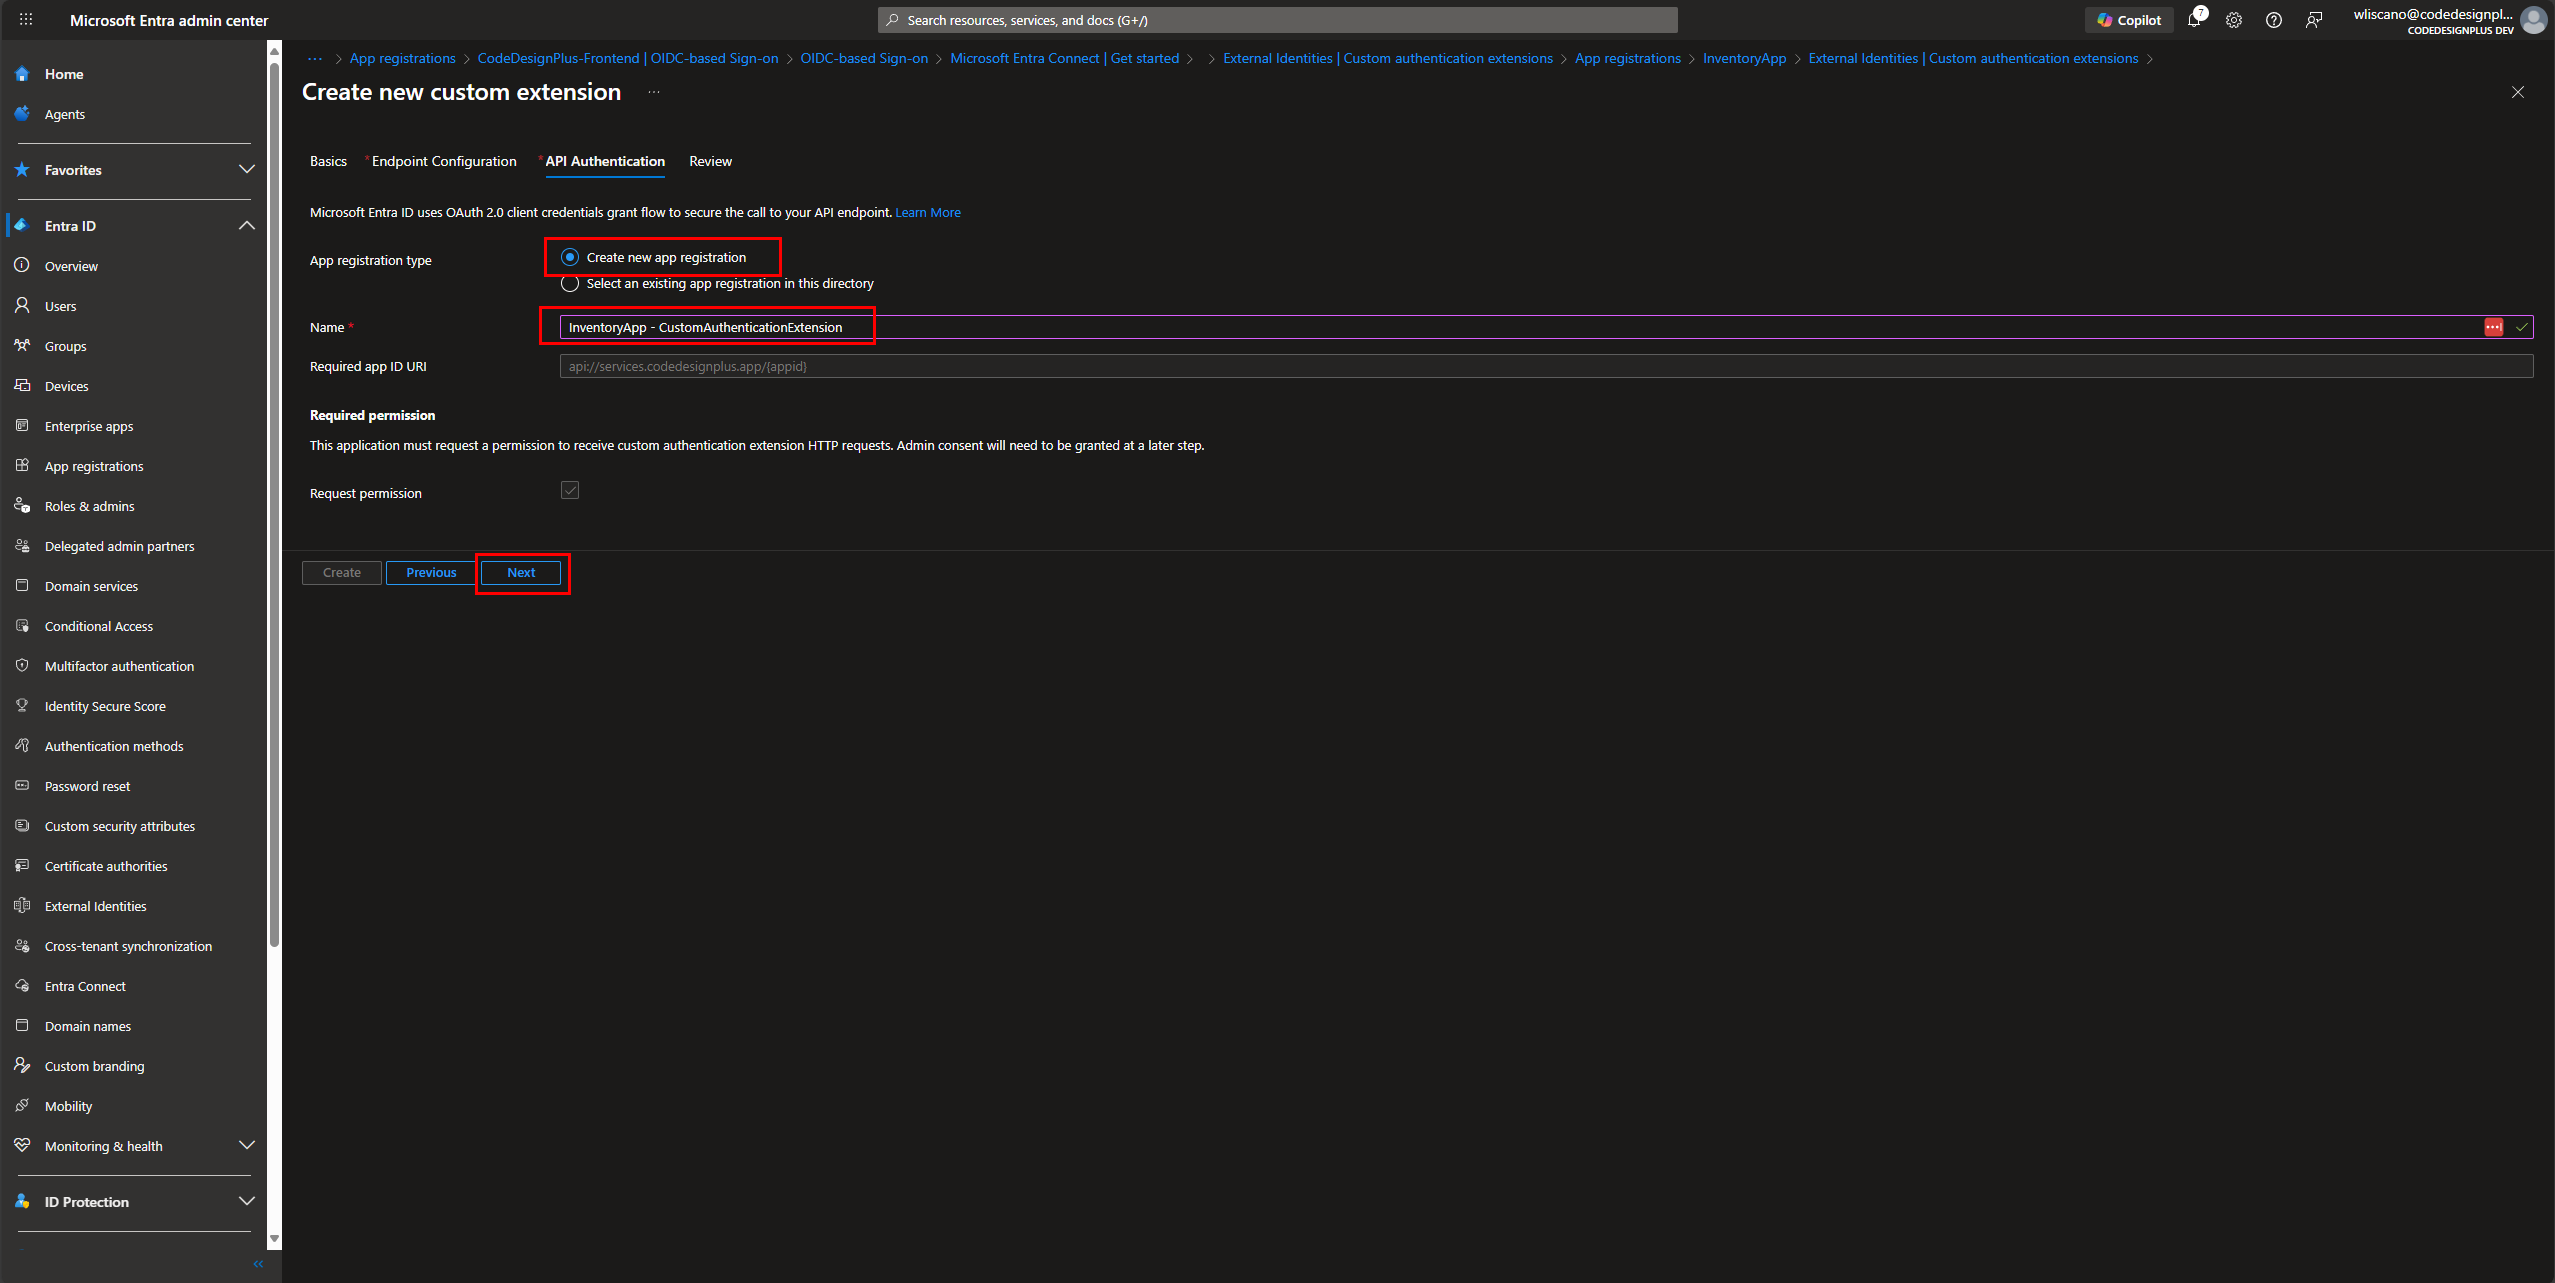 Microsoft Entra admin center
Search resources, services, and docs (G+/)
Copilot
7
wliscano@codedesignpl...
CODEDESIGNPLUS DEV
Home
Agents
Favorites
Entra ID
Overview
Users
Groups
Devices
Enterprise apps
App registrations
Roles & admins
Delegated admin partners
Domain services
Conditional Access
Multifactor authentication
Identity Secure Score
Authentication methods
Password reset
Custom security attributes
Certificate authorities
External Identities
Cross-tenant synchronization
Entra Connect
Domain names
Custom branding
Mobility
Monitoring & health
ID Protection
... > App registrations > CodeDesignPlus-Frontend | OIDC-based Sign-on > OIDC-based Sign-on > Microsoft Entra Connect | Get started > > External Identities | Custom authentication extensions > App registrations > InventoryApp > External Identities | Custom authentication extensions >
Create new custom extension ...
Basics * Endpoint Configuration * API Authentication Review
Microsoft Entra ID uses OAuth 2.0 client credentials grant flow to secure the call to your API endpoint. Learn More
App registration type
Create new app registration
Select an existing app registration in this directory
Name * InventoryApp - CustomAuthenticationExtension
Required app ID URI api://services.codedesignplus.app/{appid}
Required permission
This application must request a permission to receive custom authentication extension HTTP requests. Admin consent will need to be granted at a later step.
Request permission
Create Previous Next